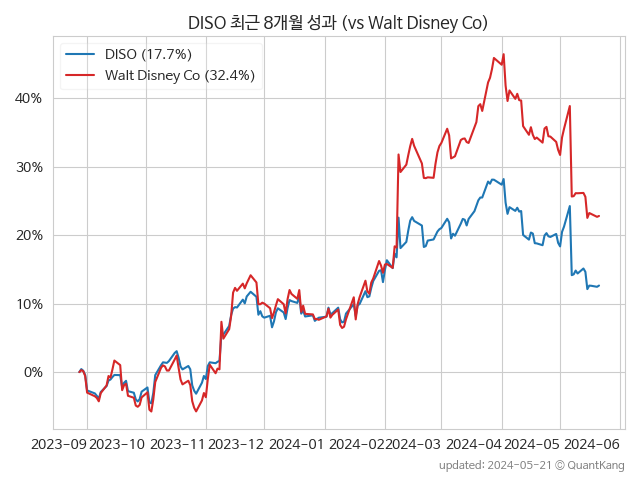 DISO 최근 8개월 성과 (vs Walt Disney Co)
DISO (17.7%)
Walt Disney Co (32.4%)
40%
30%
20%
10%
0%
2023-09 2023-10 2023-11 2023-12 2024-01 2024-02 2024-03 2024-04 2024-05 2024-06
updated: 2024-05-21 © QuantKang